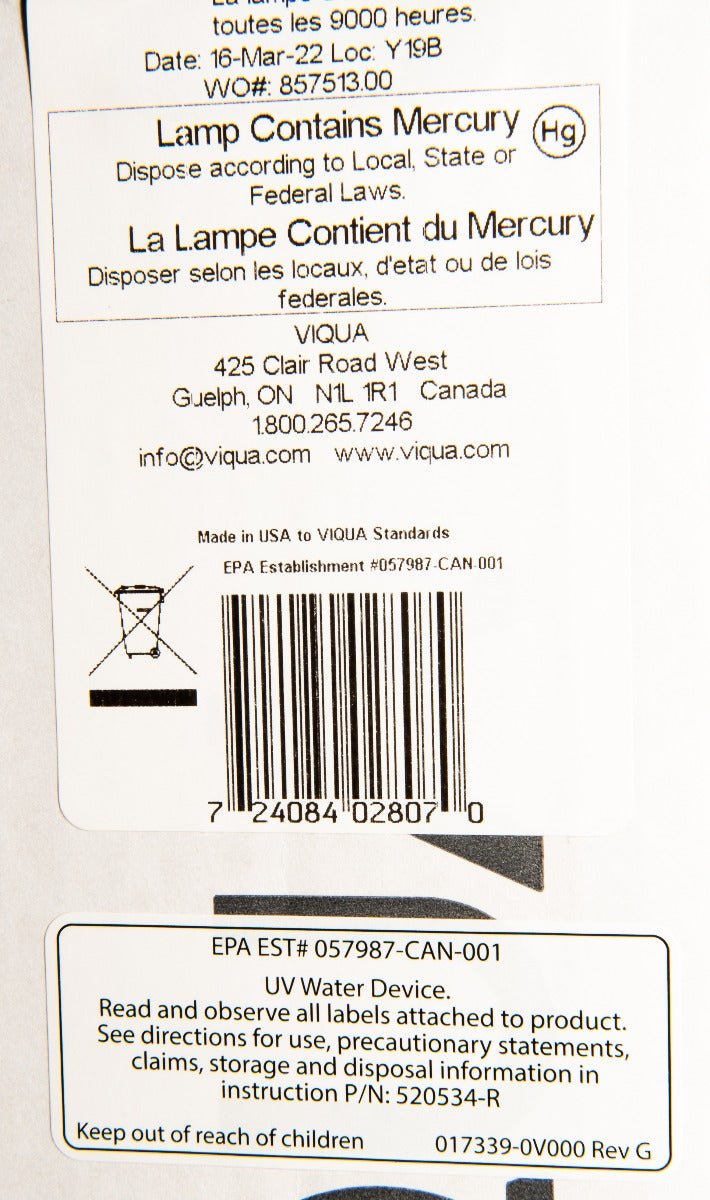 toutes les 9000 heures.
Date: 16-Mar-22 Loc: Y19B
WO#: 857513.00
Lamp Contains Mercury Hg
Dispose according to Local, State or
Federal Laws.
La Lampe Contient du Mercury
Disposer selon les locaux, d'etat ou de lois
federales.
VIQUA
425 Clair Road West
Guelph, ON N1L 1R1 Canada
1.800.265.7246
info@viqua.com www.viqua.com
Made in USA to VIQUA Standards
EPA Establishment #057987-CAN-001
7 24084 02807 0
EPA EST# 057987-CAN-001
UV Water Device.
Read and observe all labels attached to product.
See directions for use, precautionary statements,
claims, storage and disposal information in
instruction P/N: 520534-R
Keep out of reach of children 017339-0V000 Rev G